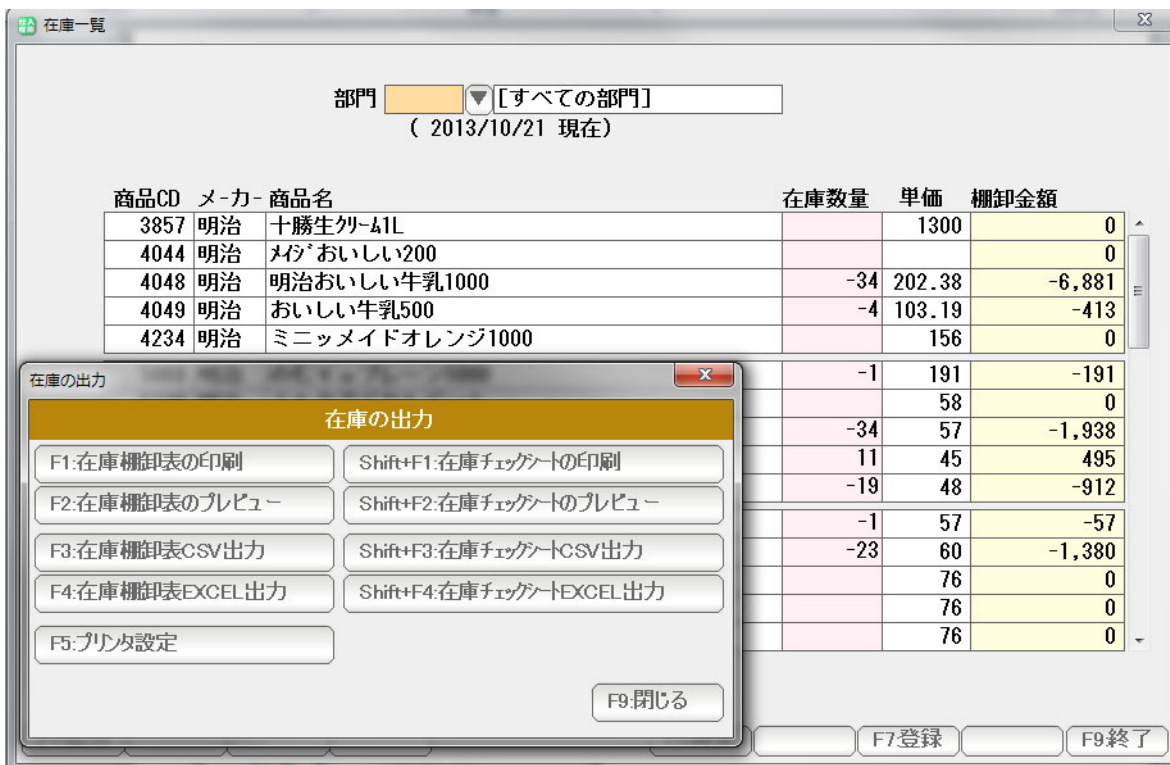 在庫一覧
部門 [すべての部門]
( 2013/10/21 現在)
商品CD メ-カ- 商品名 在庫数量 単価 棚卸金額
3857 明治 十勝生ｸﾘｰﾑ1L 1300 0
4044 明治 ﾒｲｼﾞおいしい200 0
4048 明治 明治おいしい牛乳1000 -34 202.38 -6,881
4049 明治 おいしい牛乳500 -4 103.19 -413
4234 明治 ミニッメイドオレンジ1000 156 0
-1 191 -191
58 0
-34 57 -1,938
11 45 495
-19 48 -912
-1 57 -57
-23 60 -1,380
76 0
76 0
76 0
在庫の出力
在庫の出力
F1:在庫棚卸表の印刷 Shift+F1:在庫チェックシートの印刷
F2:在庫棚卸表のプレビュー Shift+F2:在庫チェックシートのプレビュー
F3:在庫棚卸表CSV出力 Shift+F3:在庫チェックシートCSV出力
F4:在庫棚卸表EXCEL出力 Shift+F4:在庫チェックシートEXCEL出力
F5:プリンタ設定
F9:閉じる
F7:登録 F9:終了